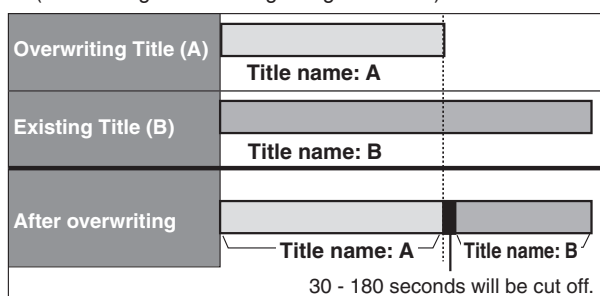 Overwriting Title (A)
Title name: A
Existing Title (B)
Title name: B
After overwriting
Title name: A
Title name: B
30 - 180 seconds will be cut off.